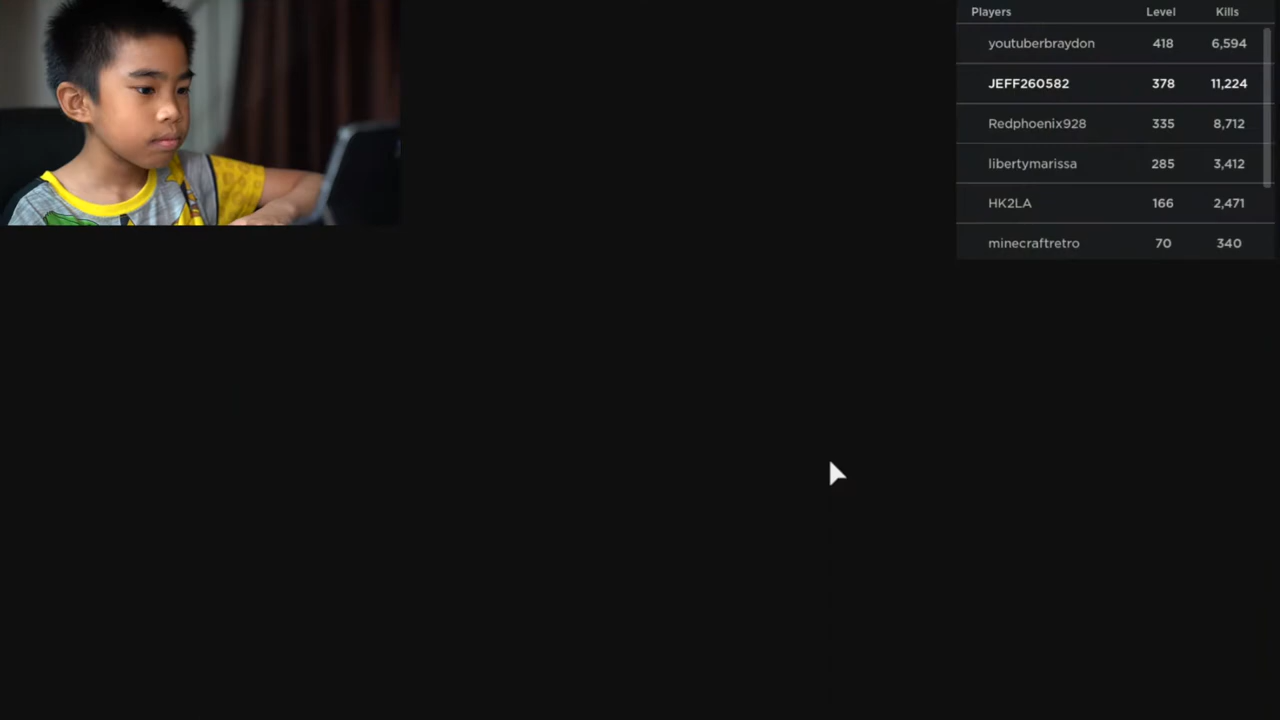 Players Level Kills
youtuberbraydon 418 6,594
JEFF260582 378 11,224
Redphoenix928 335 8,712
libertymarissa 285 3,412
HK2LA 166 2,471
minecraftretro 70 340